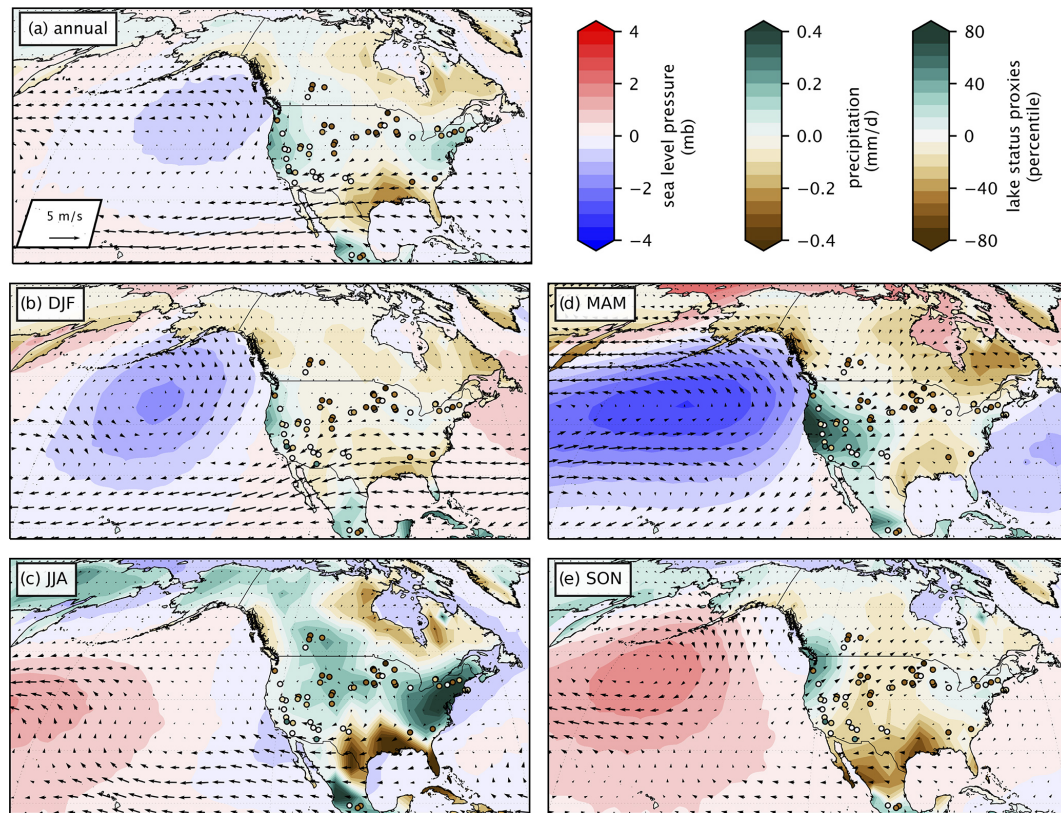 (a) annual
5 m/s
4
2
0
−2
−4
sea level pressure
(mb)
0.4
0.2
0.0
−0.2
−0.4
precipitation
(mm/d)
80
40
0
−40
−80
lake status proxies
(percentile)
(b) DJF
(d) MAM
(c) JJA
(e) SON